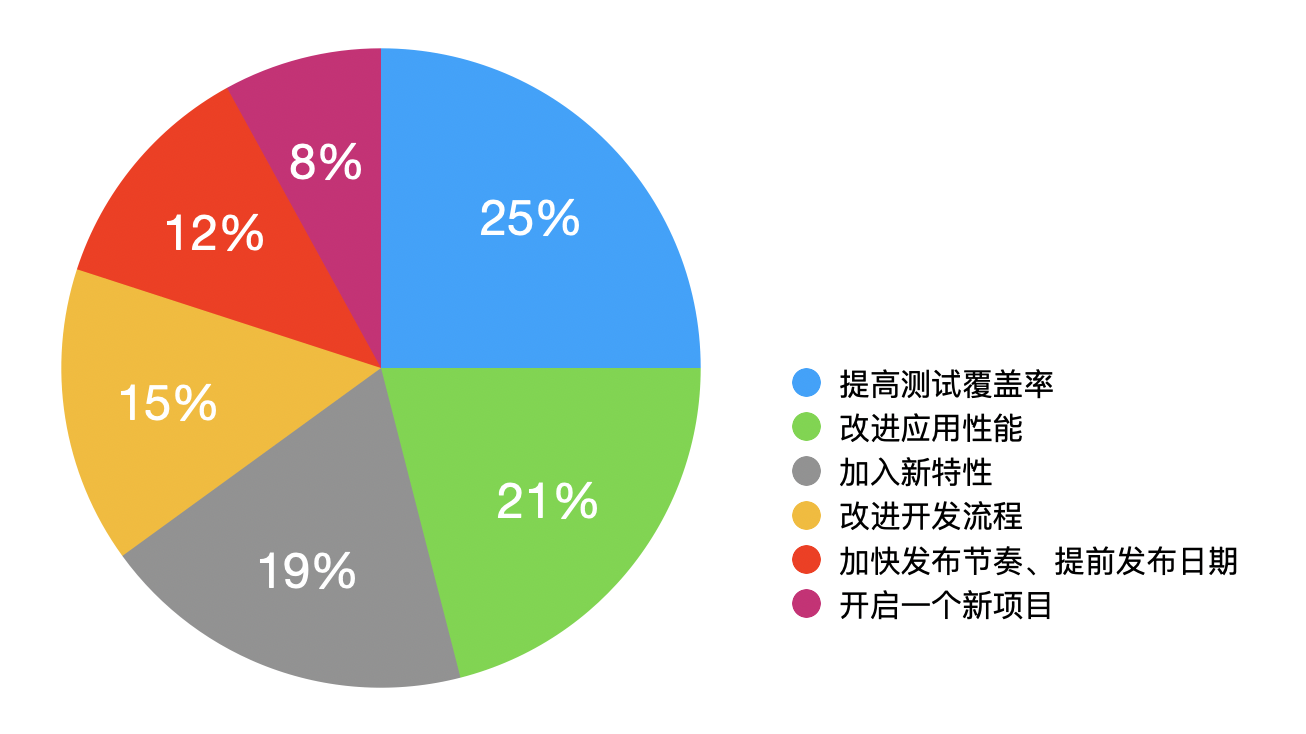 8%
25%
12%
15%
21%
19%
提高测试覆盖率
改进应用性能
加入新特性
改进开发流程
加快发布节奏、提前发布日期
开启一个新项目